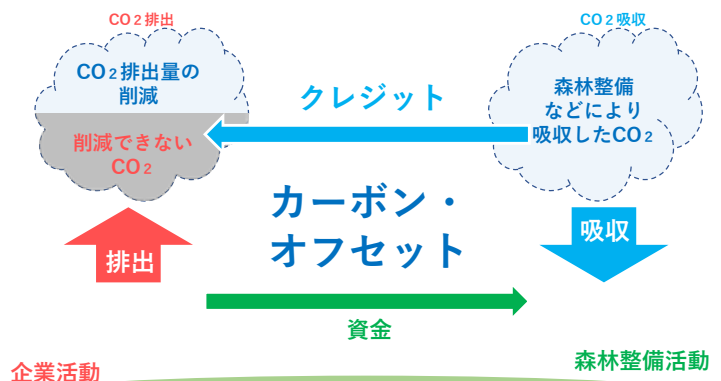 CO2排出
CO2吸収
CO2排出量の
削減
削減できない
CO2
クレジット
森林整備
などにより
吸収したCO2
カーボン・
オフセット
排出
吸収
資金
企業活動
森林整備活動